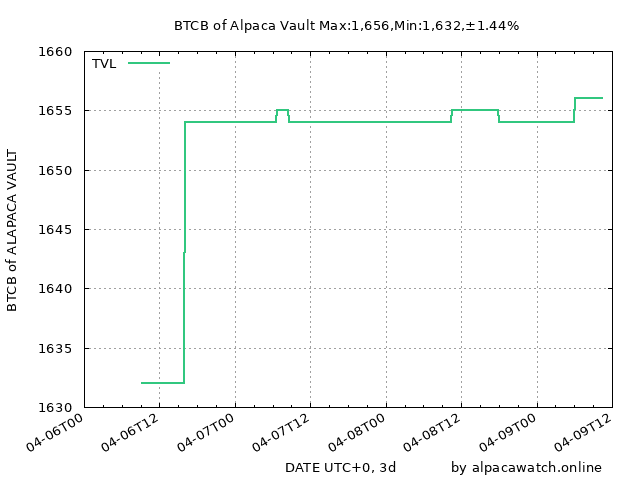 BTCB of Alpaca Vault Max:1,656,Min:1,632,±1.44%
TVL
1660
1655
1650
1645
1640
1635
1630
BTCB of ALAPACA VAULT
04-06T00
04-06T12
04-07T00
04-07T12
04-08T00
04-08T12
04-09T00
04-09T12
DATE UTC+0, 3d
by alpacawatch.online